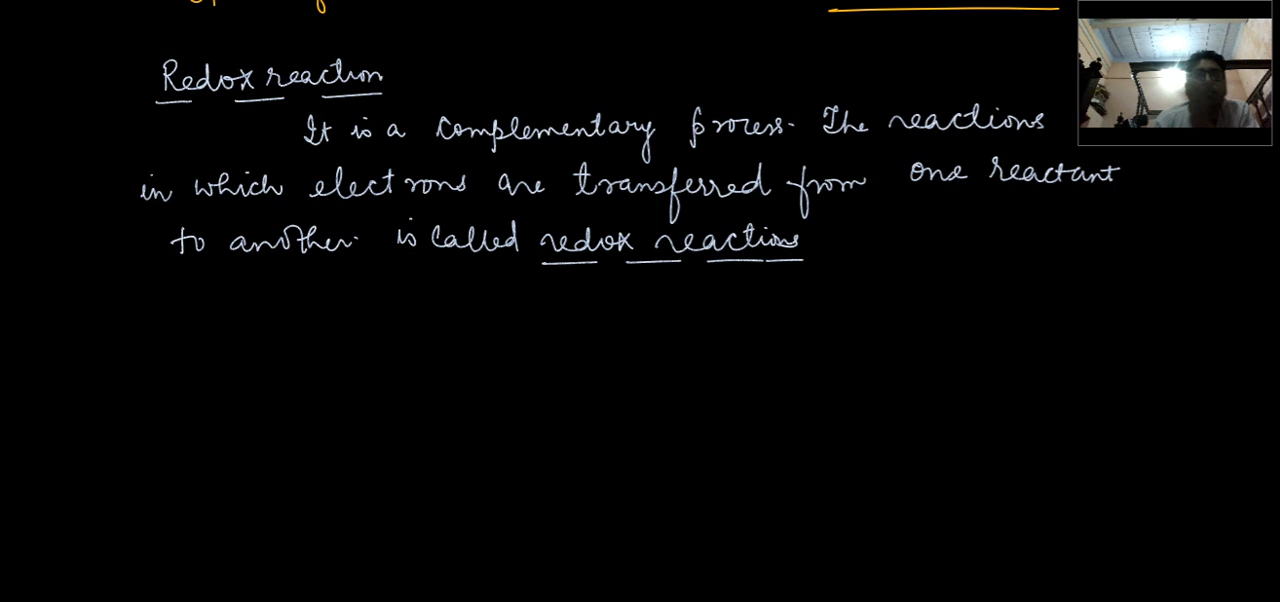 Redox reaction
It is a complementary process. The reactions
in which electrons are transferred from one reactant
to another. is called redox reactions